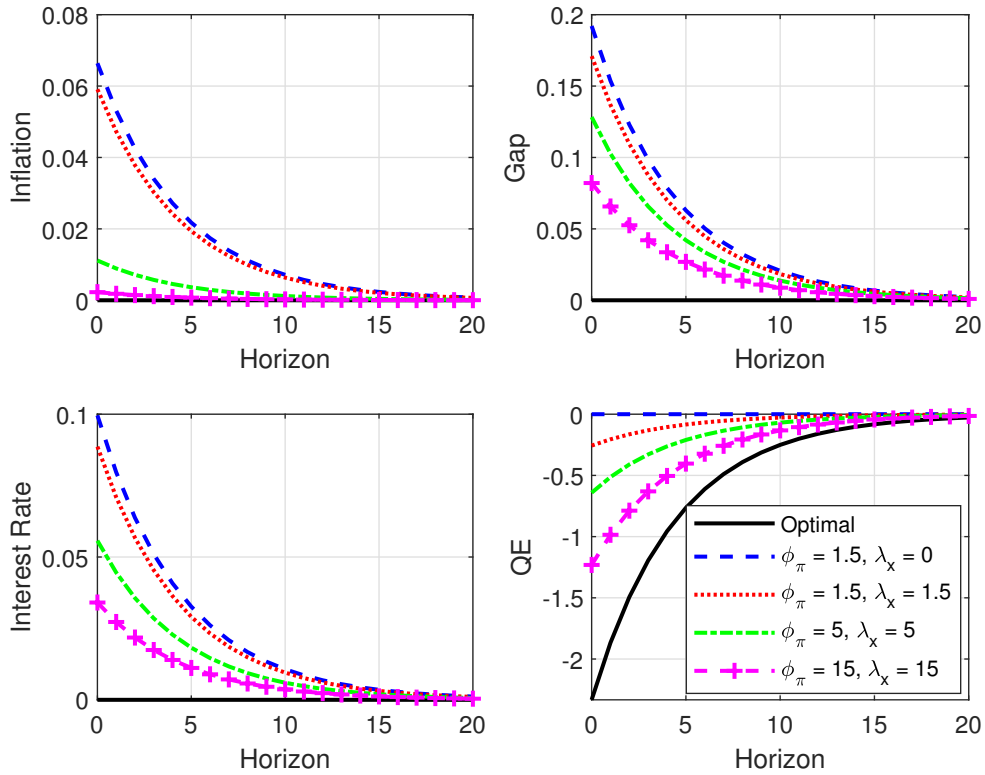 0.08
0.06
0.04
0.02
0
Inflation
0 5 10 15 20
Horizon
0.2
0.15
0.1
0.05
0
Gap
0 5 10 15 20
Horizon
0.1
0.05
0
Interest Rate
0 5 10 15 20
Horizon
0
-0.5
-1
-1.5
-2
QE
Optimal
ϕ_π = 1.5, λ_x = 0
ϕ_π = 1.5, λ_x = 1.5
ϕ_π = 5, λ_x = 5
ϕ_π = 15, λ_x = 15
0 5 10 15 20
Horizon